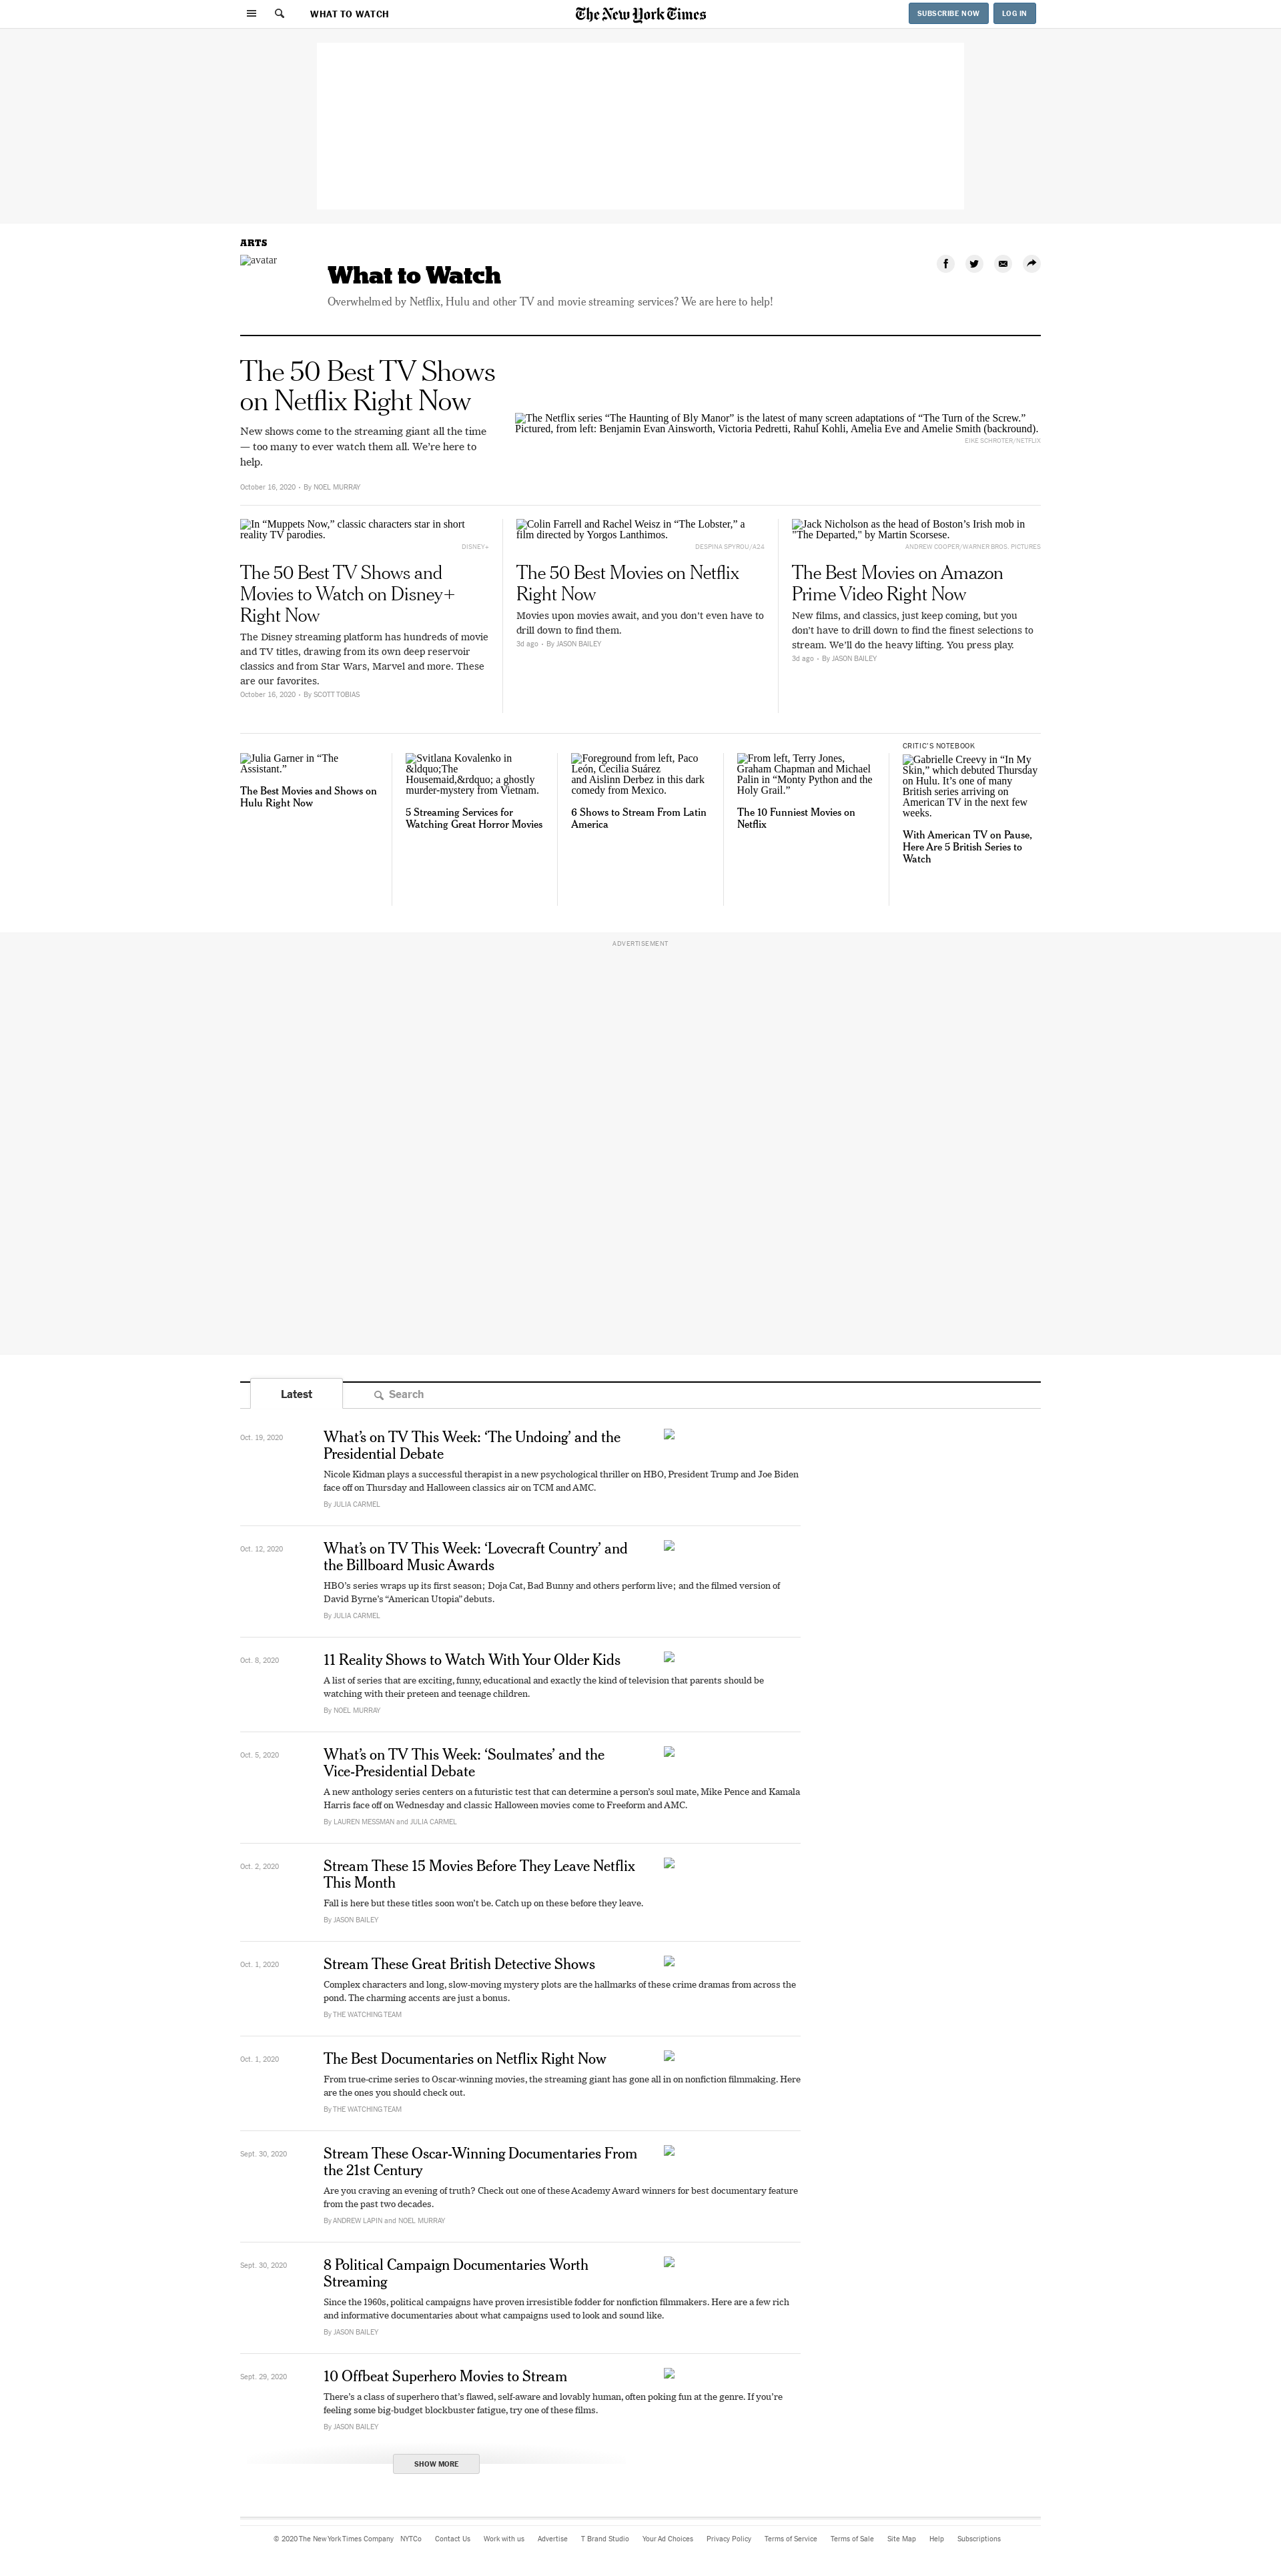 WHAT TO WATCH
The New York Times
SUBSCRIBE NOW
LOG IN
ARTS
avatar
What to Watch
Overwhelmed by Netflix, Hulu and other TV and movie streaming services? We are here to help!
The 50 Best TV Shows
on Netflix Right Now
New shows come to the streaming giant all the time
— too many to ever watch them all. We’re here to
help.
October 16, 2020 · By NOEL MURRAY
The Netflix series “The Haunting of Bly Manor” is the latest of many screen adaptations of “The Turn of the Screw.”
Pictured, from left: Benjamin Evan Ainsworth, Victoria Pedretti, Rahul Kohli, Amelia Eve and Amelie Smith (backround).
EIKE SCHROTER/NETFLIX
In “Muppets Now,” classic characters star in short
reality TV parodies.
DISNEY+
The 50 Best TV Shows and
Movies to Watch on Disney+
Right Now
The Disney streaming platform has hundreds of movie
and TV titles, drawing from its own deep reservoir
classics and from Star Wars, Marvel and more. These
are our favorites.
October 16, 2020 · By SCOTT TOBIAS
Colin Farrell and Rachel Weisz in “The Lobster,” a
film directed by Yorgos Lanthimos.
DESPINA SPYROU/A24
The 50 Best Movies on Netflix
Right Now
Movies upon movies await, and you don’t even have to
drill down to find them.
3d ago · By JASON BAILEY
Jack Nicholson as the head of Boston’s Irish mob in
"The Departed," by Martin Scorsese.
ANDREW COOPER/WARNER BROS. PICTURES
The Best Movies on Amazon
Prime Video Right Now
New films, and classics, just keep coming, but you
don’t have to drill down to find the finest selections to
stream. We’ll do the heavy lifting. You press play.
3d ago · By JASON BAILEY
Julia Garner in “The
Assistant.”
The Best Movies and Shows on
Hulu Right Now
Svitlana Kovalenko in
&ldquo;The
Housemaid,&rdquo; a ghostly
murder-mystery from Vietnam.
5 Streaming Services for
Watching Great Horror Movies
Foreground from left, Paco
León, Cecilia Suárez
and Aislinn Derbez in this dark
comedy from Mexico.
6 Shows to Stream From Latin
America
From left, Terry Jones,
Graham Chapman and Michael
Palin in “Monty Python and the
Holy Grail.”
The 10 Funniest Movies on
Netflix
CRITIC’S NOTEBOOK
Gabrielle Creevy in “In My
Skin,” which debuted Thursday
on Hulu. It’s one of many
British series arriving on
American TV in the next few
weeks.
With American TV on Pause,
Here Are 5 British Series to
Watch
ADVERTISEMENT
Latest
Search
Oct. 19, 2020
What’s on TV This Week: ‘The Undoing’ and the
Presidential Debate
Nicole Kidman plays a successful therapist in a new psychological thriller on HBO, President Trump and Joe Biden
face off on Thursday and Halloween classics air on TCM and AMC.
By JULIA CARMEL
Oct. 12, 2020
What’s on TV This Week: ‘Lovecraft Country’ and
the Billboard Music Awards
HBO’s series wraps up its first season; Doja Cat, Bad Bunny and others perform live; and the filmed version of
David Byrne’s “American Utopia” debuts.
By JULIA CARMEL
Oct. 8, 2020
11 Reality Shows to Watch With Your Older Kids
A list of series that are exciting, funny, educational and exactly the kind of television that parents should be
watching with their preteen and teenage children.
By NOEL MURRAY
Oct. 5, 2020
What’s on TV This Week: ‘Soulmates’ and the
Vice-Presidential Debate
A new anthology series centers on a futuristic test that can determine a person’s soul mate, Mike Pence and Kamala
Harris face off on Wednesday and classic Halloween movies come to Freeform and AMC.
By LAUREN MESSMAN and JULIA CARMEL
Oct. 2, 2020
Stream These 15 Movies Before They Leave Netflix
This Month
Fall is here but these titles soon won’t be. Catch up on these before they leave.
By JASON BAILEY
Oct. 1, 2020
Stream These Great British Detective Shows
Complex characters and long, slow-moving mystery plots are the hallmarks of these crime dramas from across the
pond. The charming accents are just a bonus.
By THE WATCHING TEAM
Oct. 1, 2020
The Best Documentaries on Netflix Right Now
From true-crime series to Oscar-winning movies, the streaming giant has gone all in on nonfiction filmmaking. Here
are the ones you should check out.
By THE WATCHING TEAM
Sept. 30, 2020
Stream These Oscar-Winning Documentaries From
the 21st Century
Are you craving an evening of truth? Check out one of these Academy Award winners for best documentary feature
from the past two decades.
By ANDREW LAPIN and NOEL MURRAY
Sept. 30, 2020
8 Political Campaign Documentaries Worth
Streaming
Since the 1960s, political campaigns have proven irresistible fodder for nonfiction filmmakers. Here are a few rich
and informative documentaries about what campaigns used to look and sound like.
By JASON BAILEY
Sept. 29, 2020
10 Offbeat Superhero Movies to Stream
There’s a class of superhero that’s flawed, self-aware and lovably human, often poking fun at the genre. If you’re
feeling some big-budget blockbuster fatigue, try one of these films.
By JASON BAILEY
SHOW MORE
© 2020 The New York Times Company NYTCo Contact Us Work with us Advertise T Brand Studio Your Ad Choices Privacy Policy Terms of Service Terms of Sale Site Map Help Subscriptions